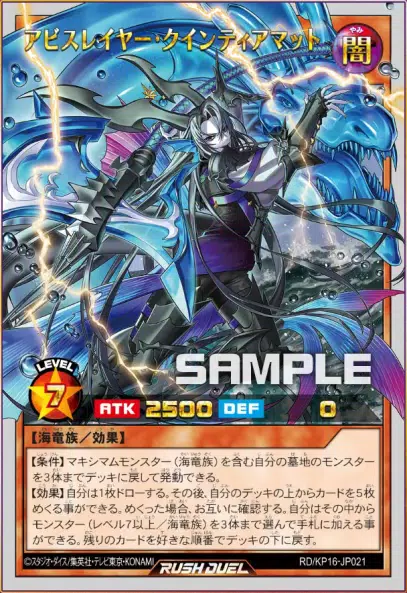 アビスレイヤー・クインティアマット
やみ
闇
SAMPLE
LEVEL
7
ATK 2500 DEF 0
【海竜族／効果】
【条件】マキシマムモンスター（海竜族）を含む自分の墓地のモンスター
を3体までデッキに戻して発動できる。
【効果】自分は1枚ドローする。その後、自分のデッキの上からカードを5枚
めくる事ができる。めくった場合、お互いに確認する。自分はその中から
モンスター（レベル7以上／海竜族）を3体まで選んで手札に加える事
ができる。残りのカードを好きな順番でデッキの下に戻す。
©スタジオ・ダイス/集英社・テレビ東京・KONAMI
RUSH DUEL
RD/KP16-JP021